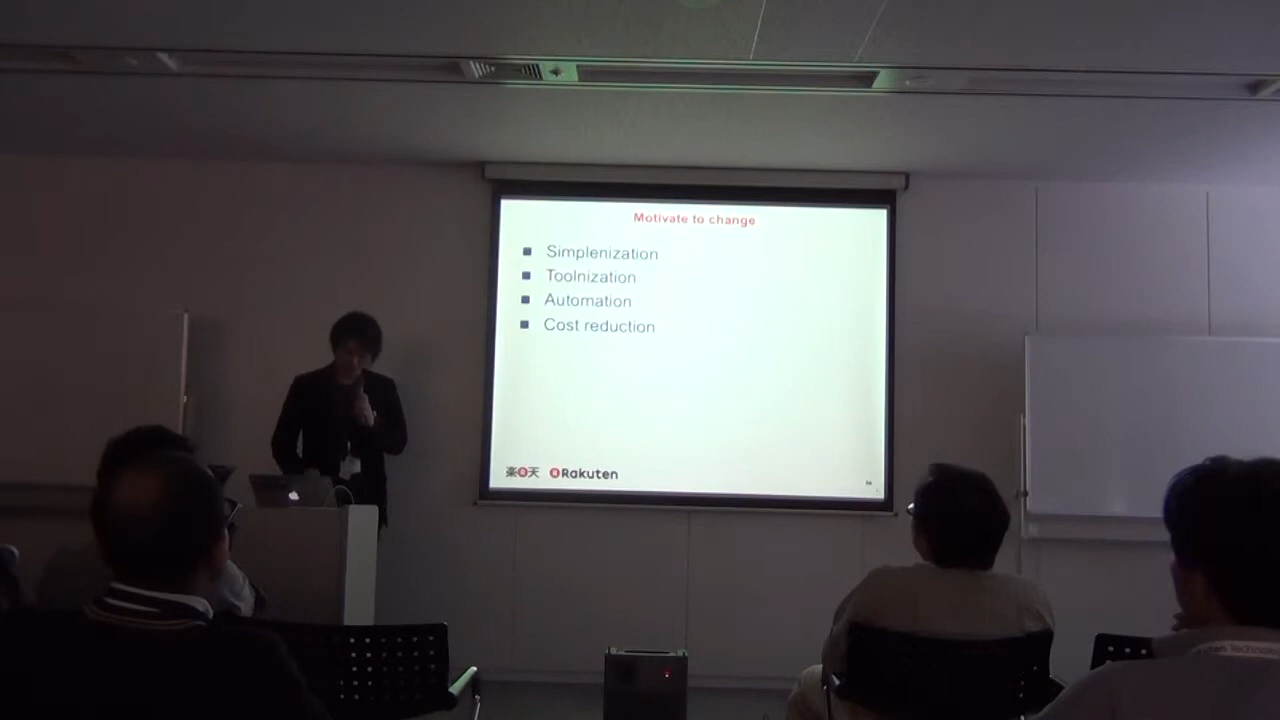 Motivate to change
Simplenization
Toolnization
Automation
Cost reduction
楽天 Rakuten